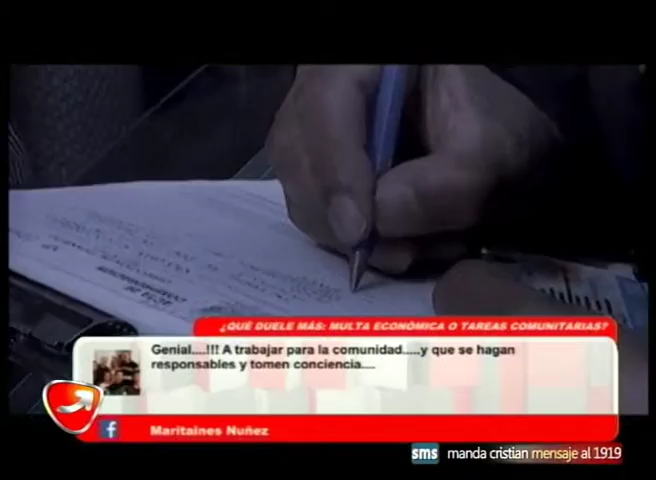 ¿QUÉ DUELE MÁS: MULTA ECONÓMICA O TAREAS COMUNITARIAS?
Genial....!!! A trabajar para la comunidad.....y que se hagan
responsables y tomen conciencia....
f Maritaines Nuñez
sms manda cristian mensaje al 1919